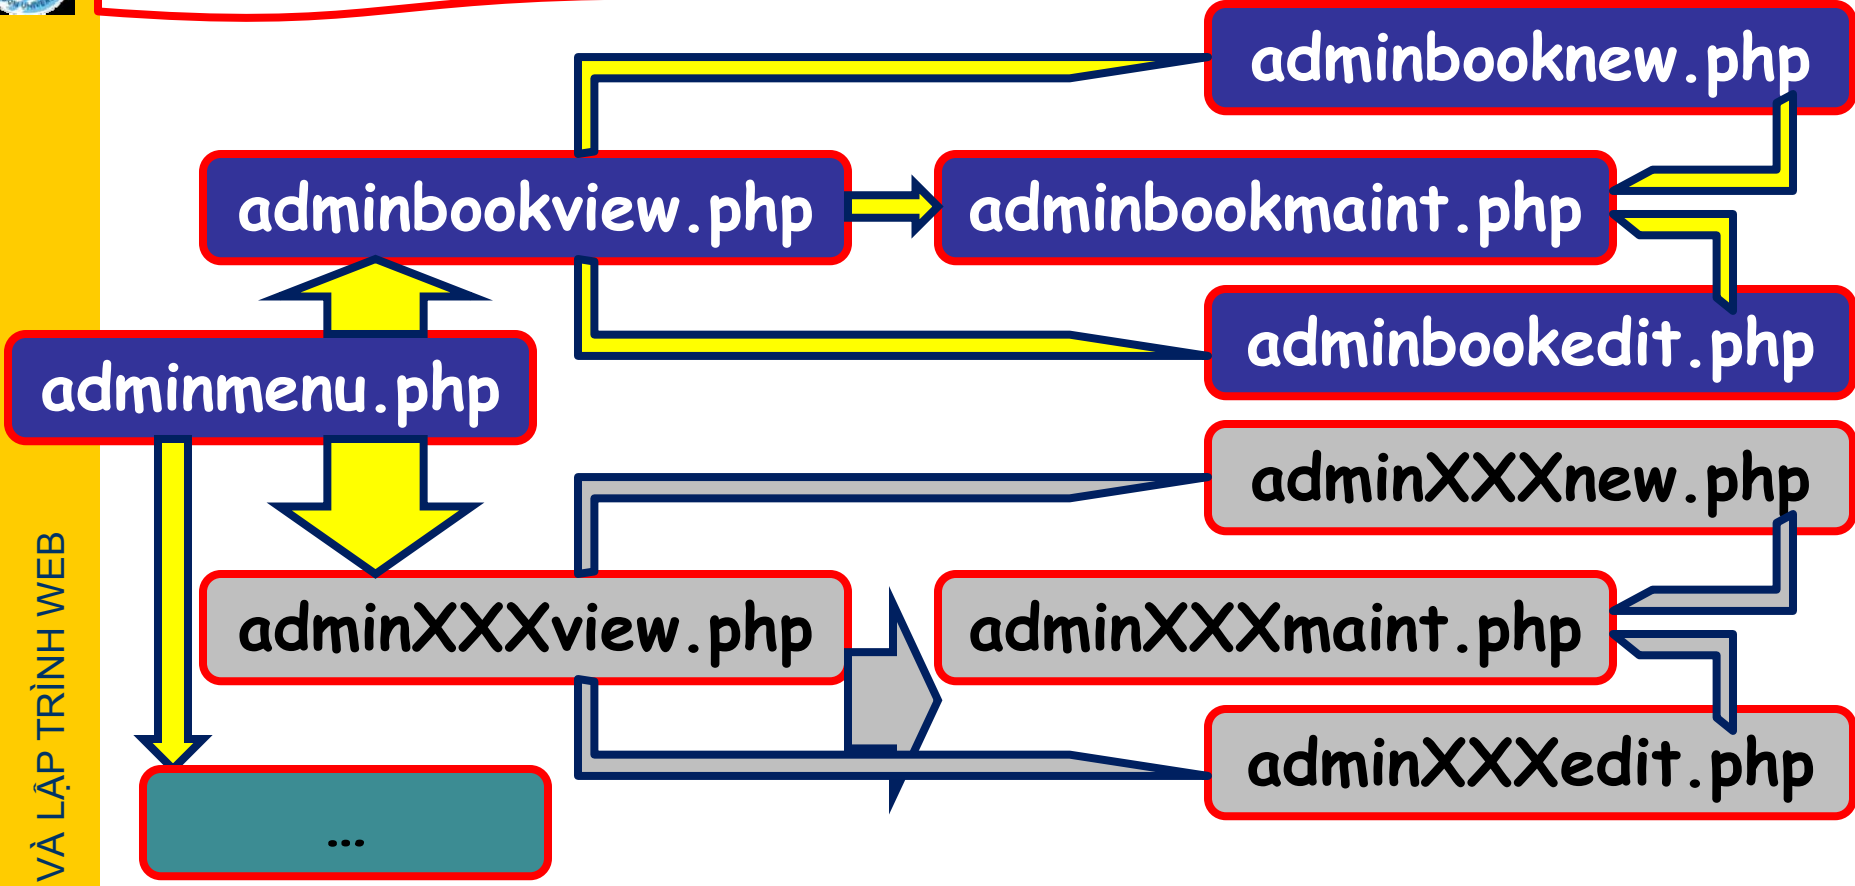 adminbooknew.php
adminbookview.php
adminbookmaint.php
adminbookedit.php
adminmenu.php
adminXXXnew.php
adminXXXview.php
adminXXXmaint.php
adminXXXedit.php
...
VÀ LẬP TRÌNH WEB